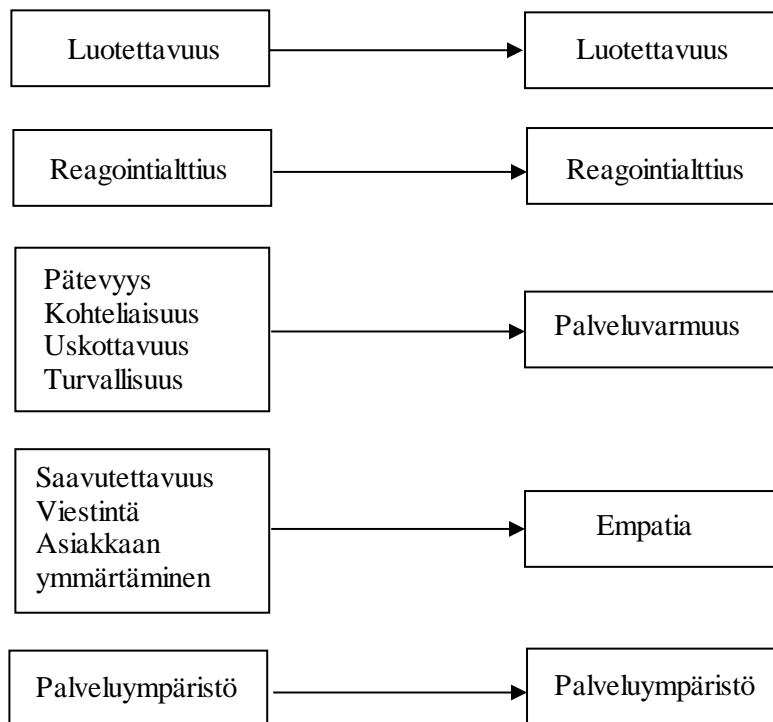 Luotettavuus
Luotettavuus
Reagointialttius
Reagointialttius
Pätevyys
Kohteliaisuus
Uskottavuus
Turvallisuus
Palveluvarmuus
Saavutettavuus
Viestintä
Asiakkaan
ymmärtäminen
Empatia
Palveluympäristö
Palveluympäristö